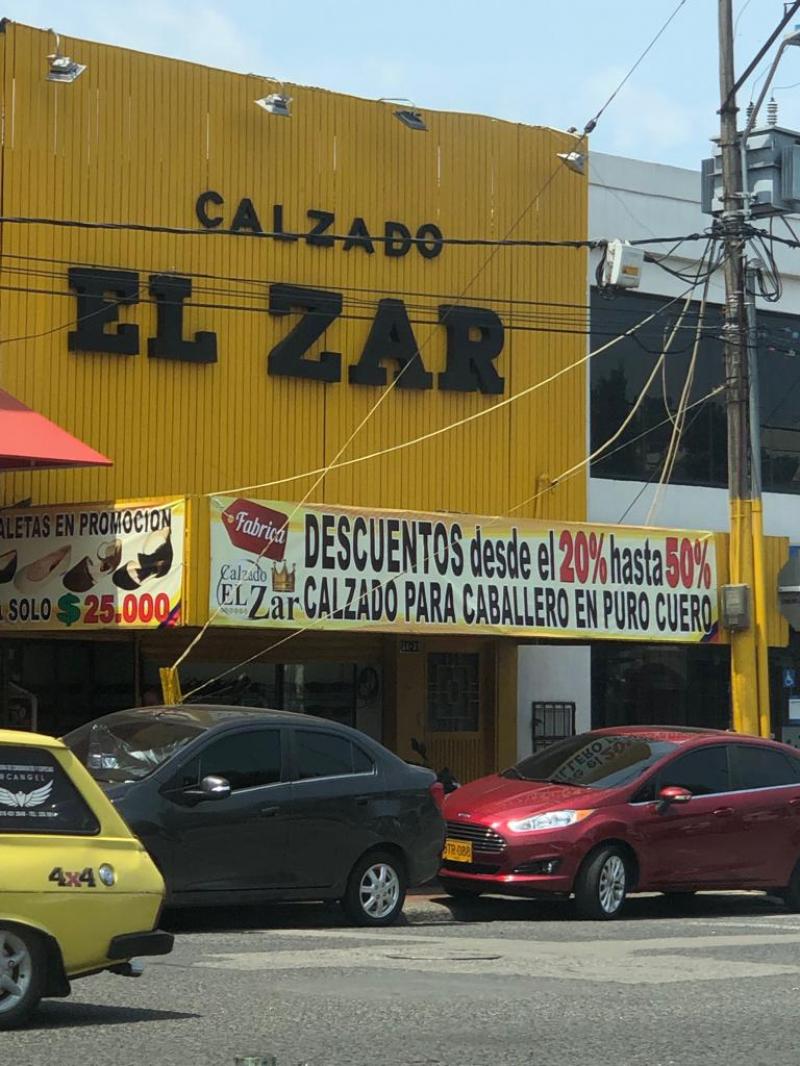 CALZADO
EL ZAR
ALETAS EN PROMOCION
A SOLO $25.000
Fabrica
Calzado
EL Zar
DESCUENTOS desde el 20% hasta 50%
CALZADO PARA CABALLERO EN PURO CUERO
RCANGEL
4x4